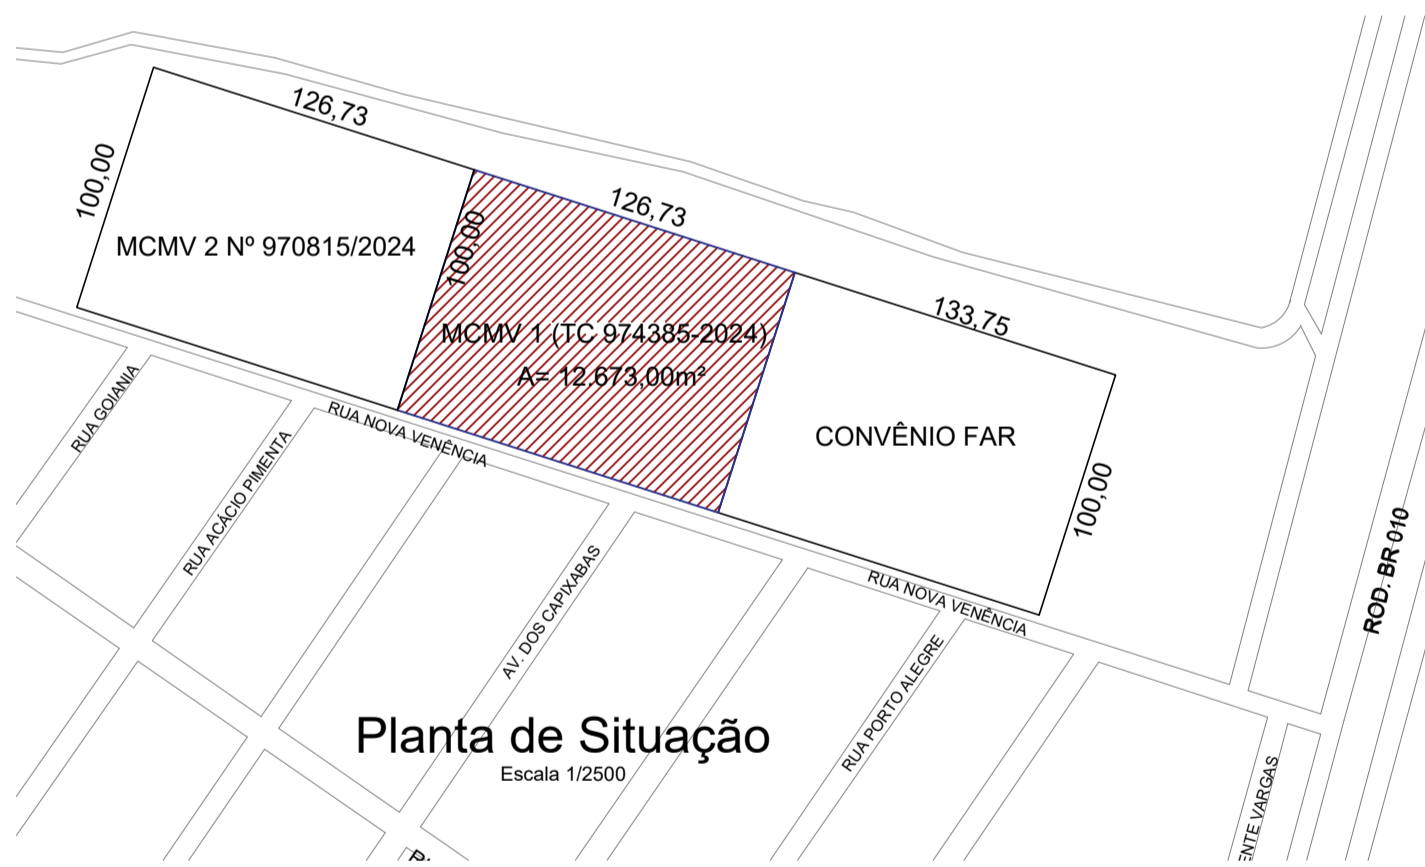 126,73
100,00
MCMV 2 Nº 970815/2024
126,73
100,00
MCMV 1 (TC 974385-2024)
A= 12.673,00m²
133,75
CONVÊNIO FAR
100,00
RUA GOIANIA
RUA NOVA VENÊNCIA
RUA ACÁCIO PIMENTA
AV. DOS CAPIXABAS
RUA NOVA VENÊNCIA
RUA PORTO ALEGRE
ROD. BR 010
Planta de Situação
Escala 1/2500
ENTE VARGAS